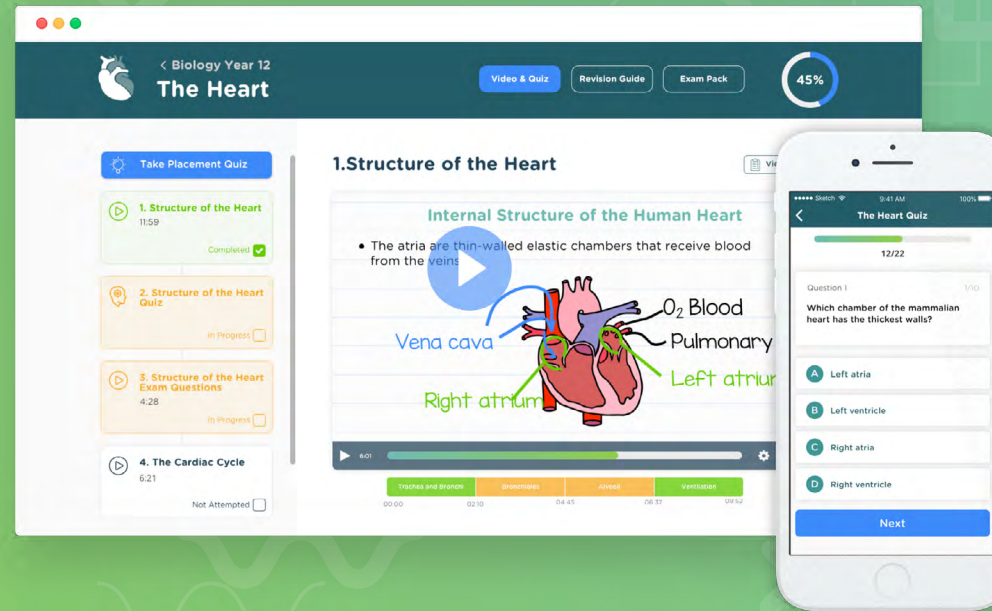 < Biology Year 12
The Heart
Video & Quiz
Revision Guide
Exam Pack
45%
Take Placement Quiz
1. Structure of the Heart
11:59
Completed
2. Structure of the Heart
Quiz
In Progress
3. Structure of the Heart
Exam Questions
4:28
In Progress
4. The Cardiac Cycle
6:21
Not Attempted
1.Structure of the Heart
Internal Structure of the Human Heart
• The atria are thin-walled elastic chambers that receive blood
from the veins
O₂ Blood
Vena cava
Pulmonary
Left atriu
Right atrium
6:01
Trachea and Bronchi
Bronchioles
Alveoli
Ventilation
00:00
02:10
04:45
06:37
09:52
Sketch
9:41 AM
100%
The Heart Quiz
12/22
Question 1
1/10
Which chamber of the mammalian
heart has the thickest walls?
A Left atria
B Left ventricle
C Right atria
D Right ventricle
Next